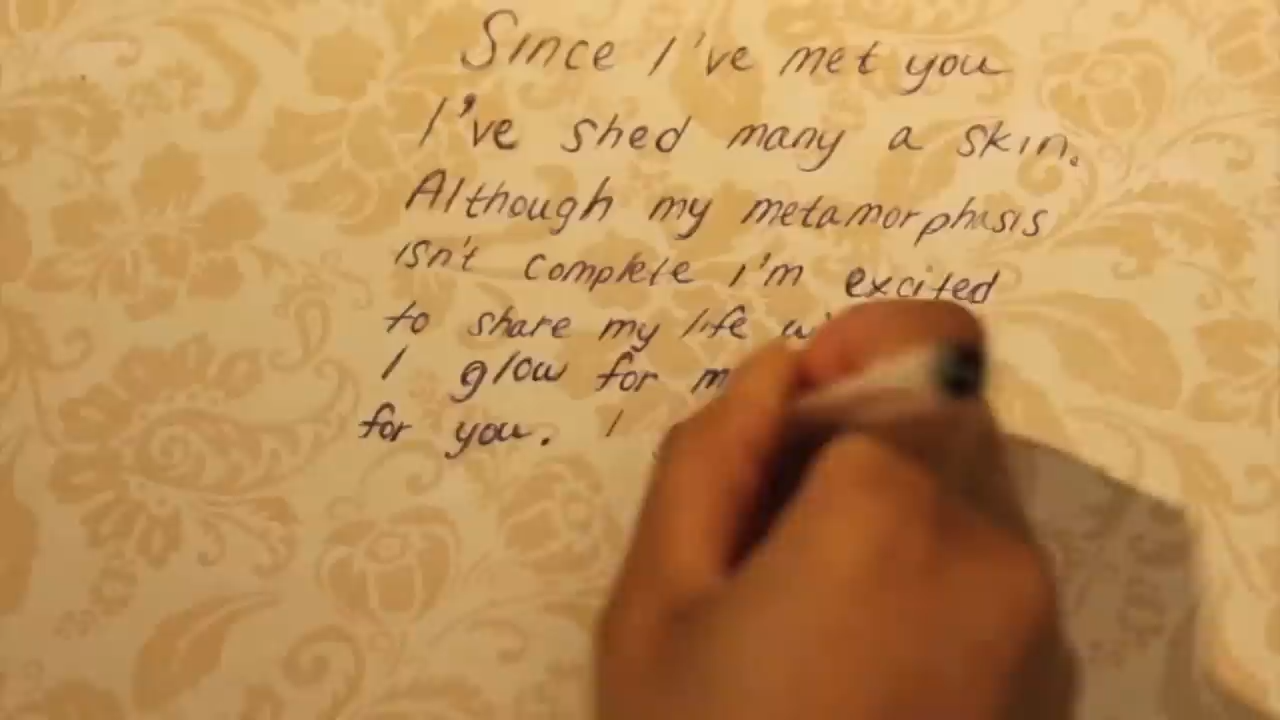 Since I've met you
I've shed many a skin.
Although my metamorphasis
isn't complete I'm excited
to share my life
I glow for
for you. I